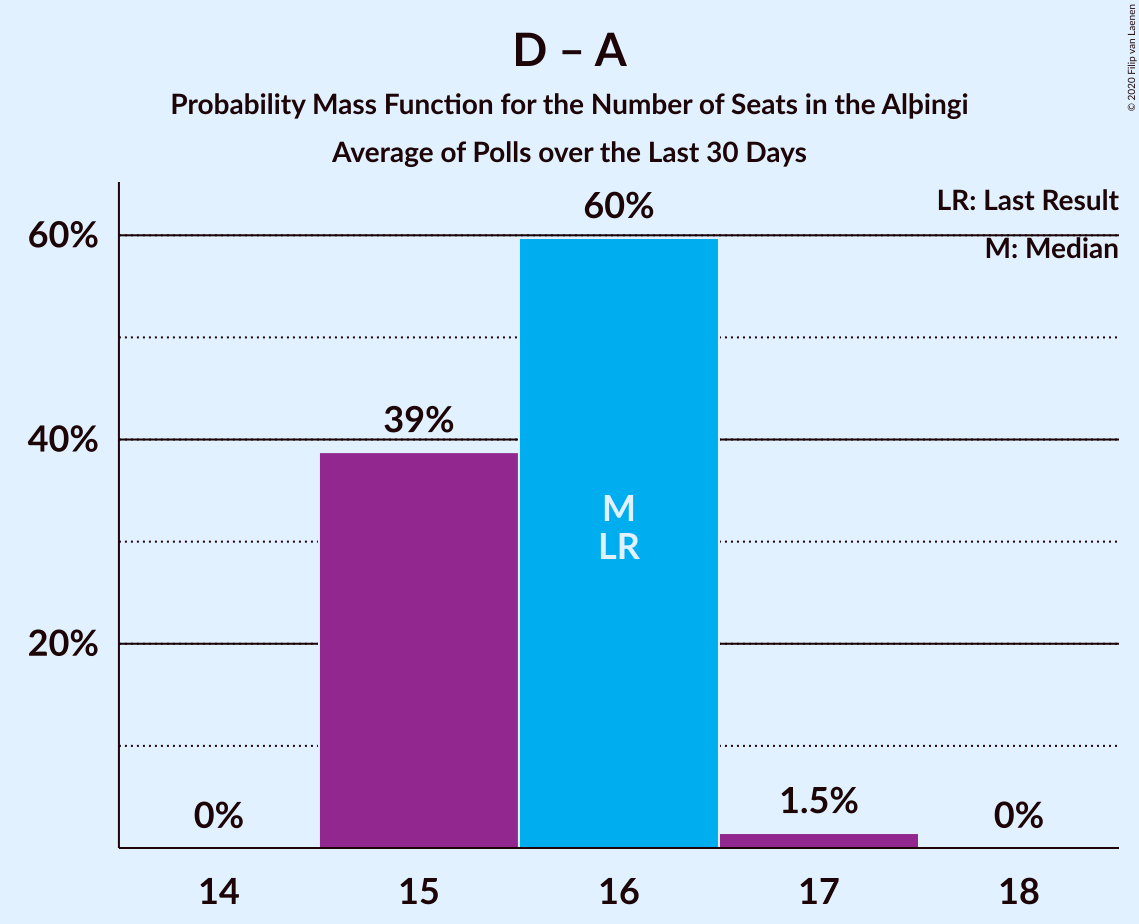 D – A
Probability Mass Function for the Number of Seats in the Alþingi
Average of Polls over the Last 30 Days
© 2020 Filip van Laenen
LR: Last Result
M: Median
60%
40%
20%
0%
39%
60%
M
LR
1.5%
0%
14
15
16
17
18